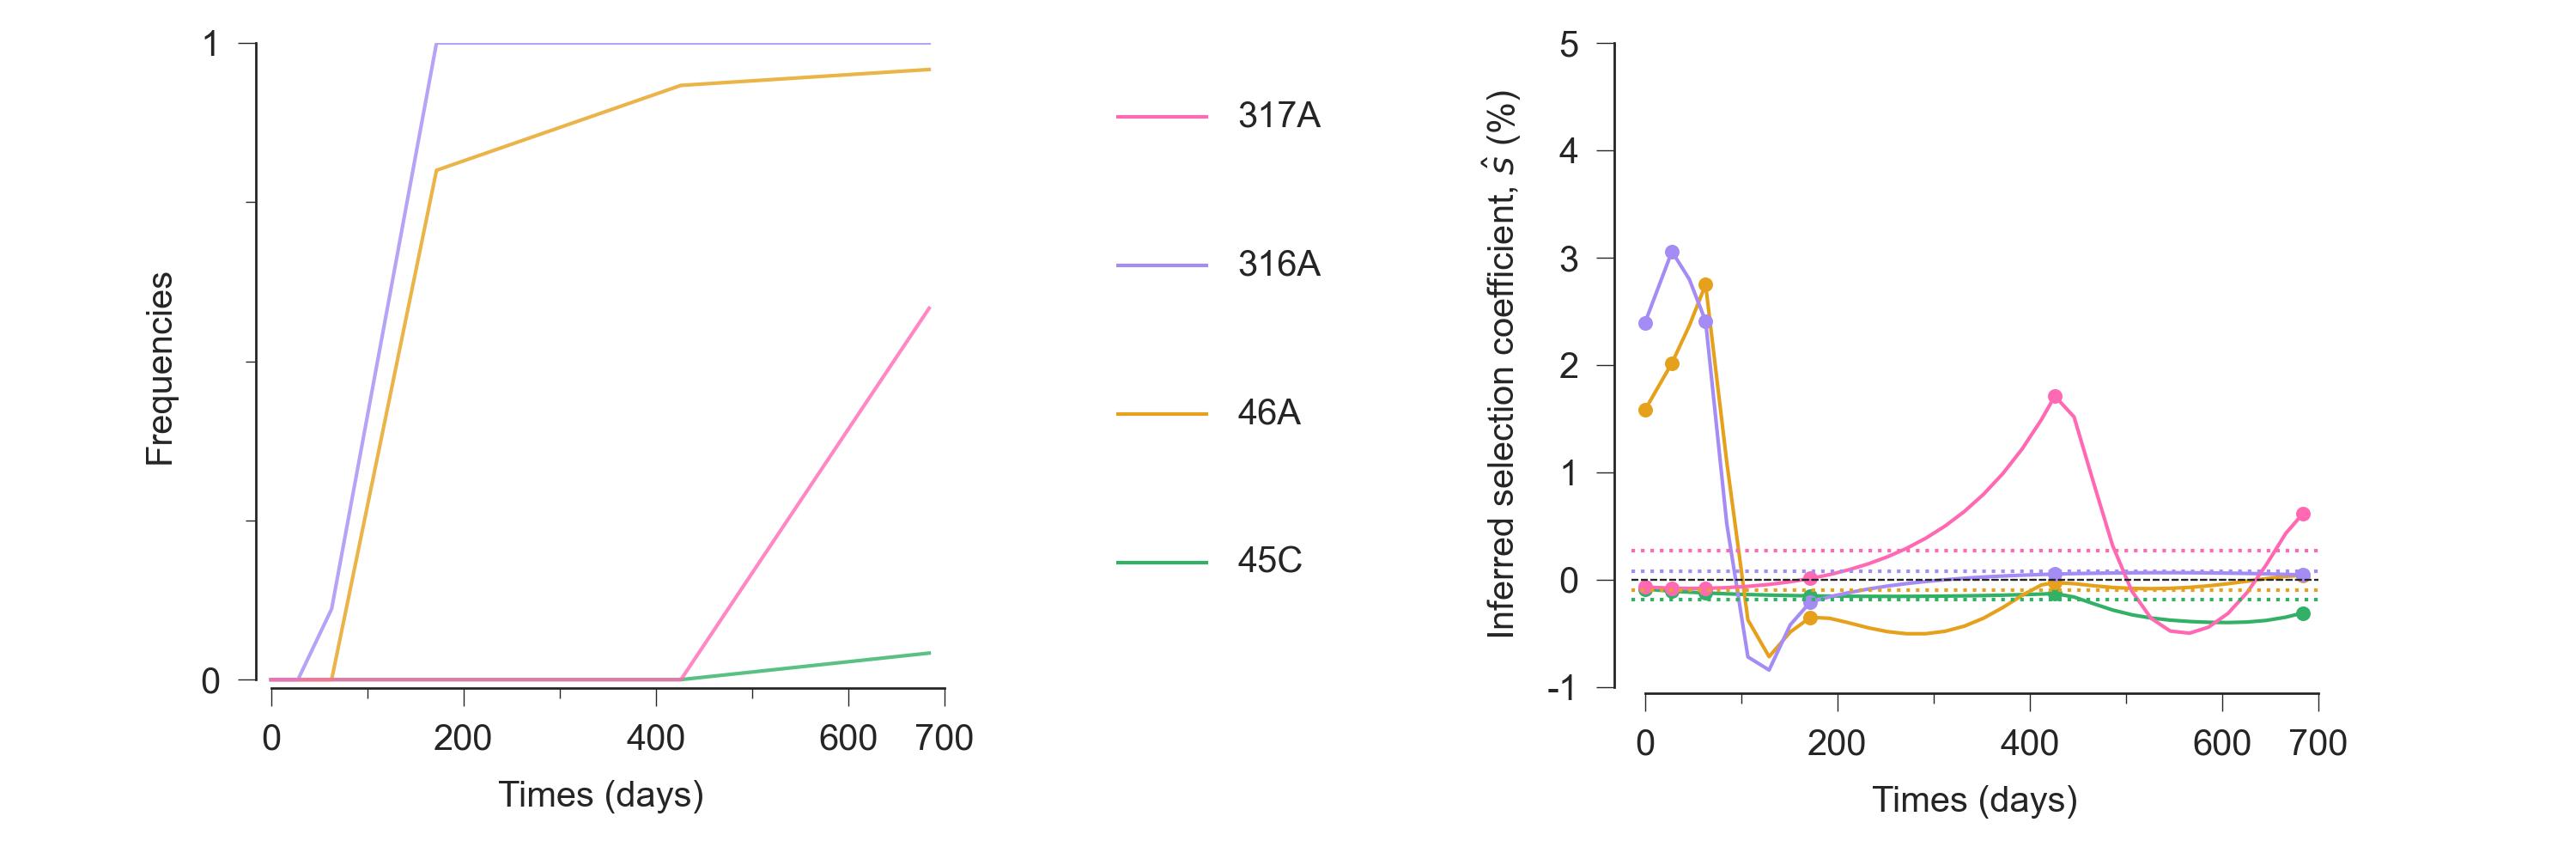 1
0
Frequencies
0 200 400 600 700
Times (days)
317A
316A
46A
45C
5
4
3
2
1
0
-1
Inferred selection coefficient, ŝ (%)
0 200 400 600 700
Times (days)